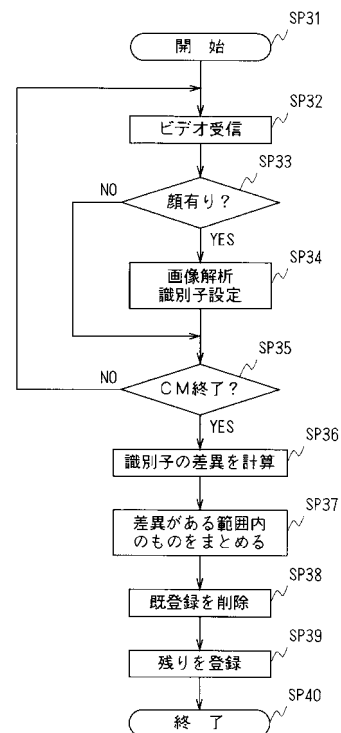 SP31
開 始
SP32
ビデオ受信
SP33
NO
顔有り？
YES
SP34
画像解析
識別子設定
SP35
NO
CM終了？
YES
SP36
識別子の差異を計算
SP37
差異がある範囲内
のものをまとめる
SP38
既登録を削除
SP39
残りを登録
SP40
終 了